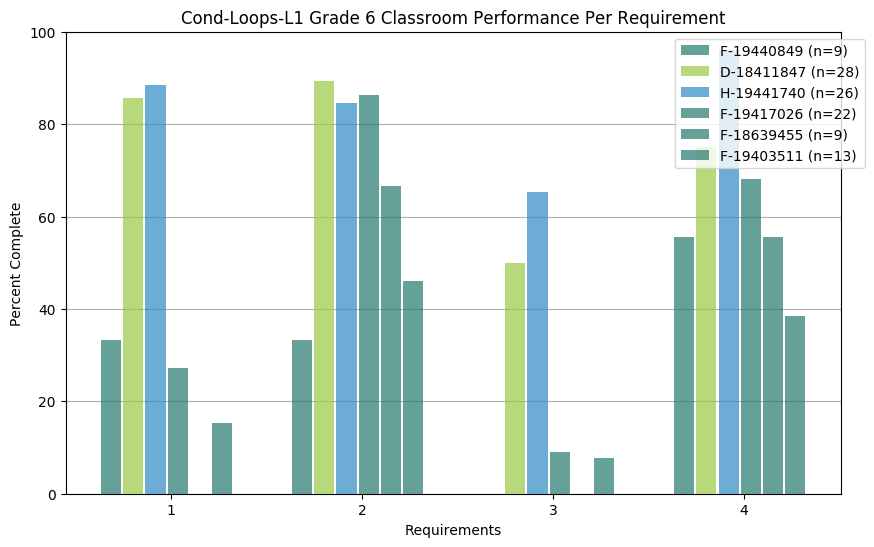 Cond-Loops-L1 Grade 6 Classroom Performance Per Requirement
100
80
60
40
20
0
Percent Complete
F-19440849 (n=9)
D-18411847 (n=28)
H-19441740 (n=26)
F-19417026 (n=22)
F-18639455 (n=9)
F-19403511 (n=13)
1 2 3 4
Requirements